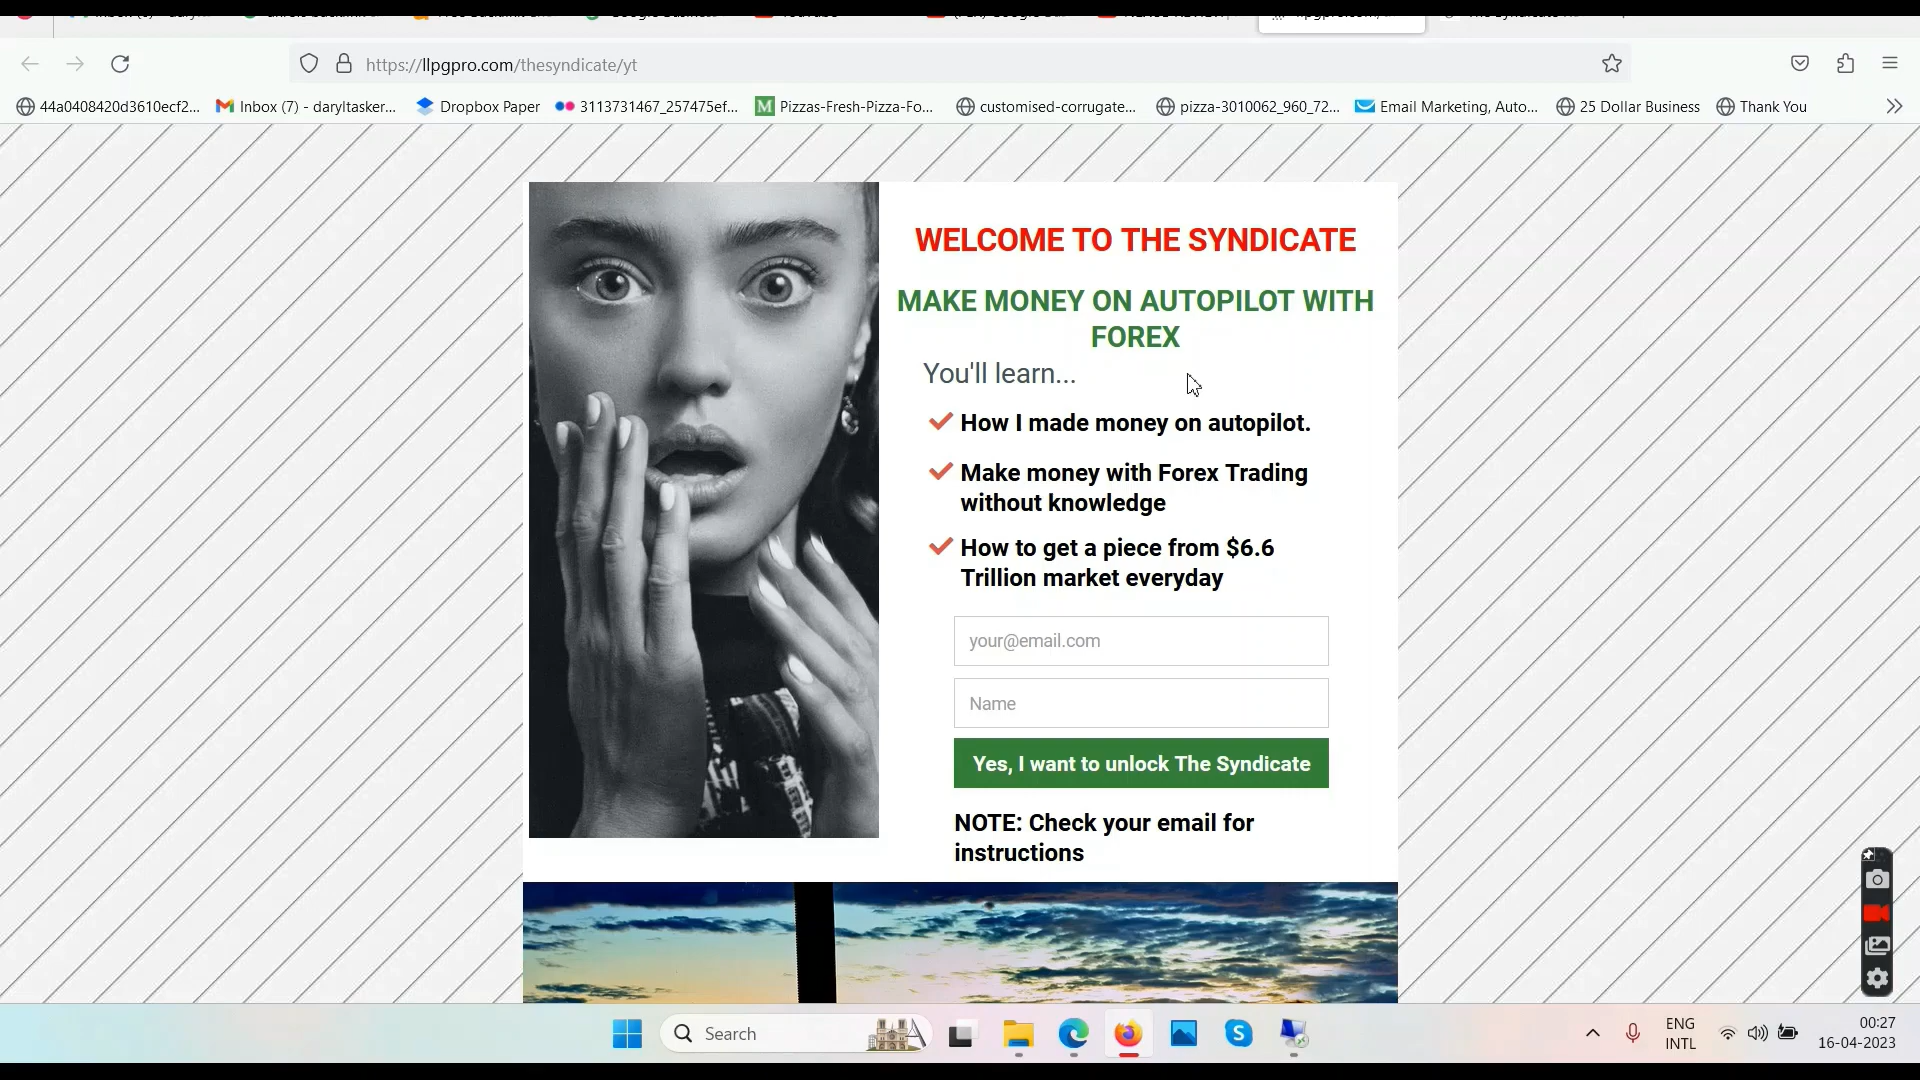 https://llpgpro.com/thesyndicate/yt
44a0408420d3610ecf2... Inbox (7) - daryltasker... Dropbox Paper 3113731467_257475ef... Pizzas-Fresh-Pizza-Fo... customised-corrugate... pizza-3010062_960_72... Email Marketing, Auto... 25 Dollar Business Thank You
WELCOME TO THE SYNDICATE
MAKE MONEY ON AUTOPILOT WITH
FOREX
You'll learn...
How I made money on autopilot.
Make money with Forex Trading
without knowledge
How to get a piece from $6.6
Trillion market everyday
your@email.com
Name
Yes, I want to unlock The Syndicate
NOTE: Check your email for
instructions
Search
ENG
INTL
00:27
16-04-2023